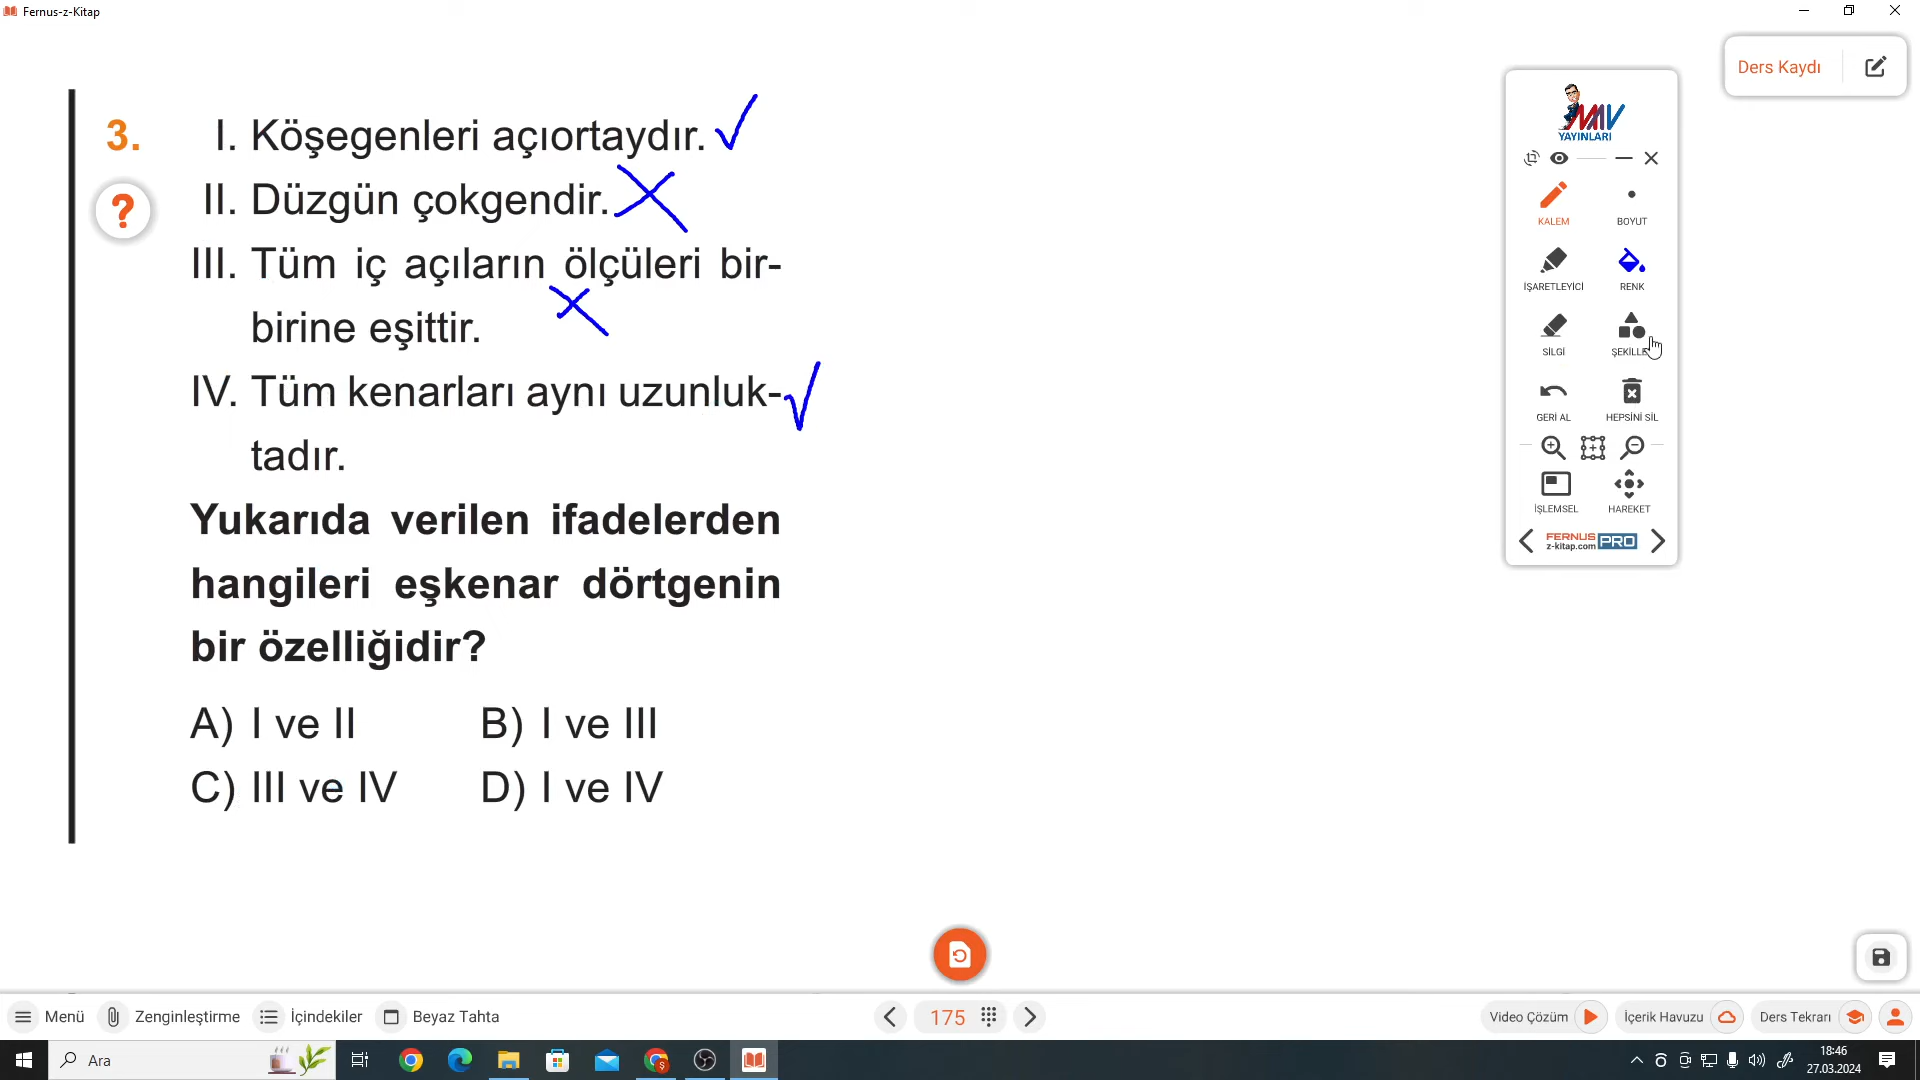 Fernus-z-Kitap
Ders Kaydı
3. I. Köşegenleri açıortaydır.
? II. Düzgün çokgendir.
III. Tüm iç açıların ölçüleri bir-
birine eşittir.
IV. Tüm kenarları aynı uzunluk-
tadır.
Yukarıda verilen ifadelerden
hangileri eşkenar dörtgenin
bir özelliğidir?
A) I ve II B) I ve III
C) III ve IV D) I ve IV
YAYINLARI
KALEM BOYUT
İŞARETLEYİCİ RENK
SİLGİ
GERİ AL HEPSİNİ SİL
İŞLEMSEL HAREKET
FERNUS
z-kitap.com PRO
Menü Zenginleştirme İçindekiler Beyaz Tahta 175 Video Çözüm İçerik Havuzu Ders Tekrarı
Ara
18:46
27.03.2024